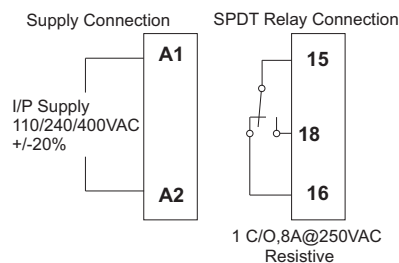 Supply Connection
SPDT Relay Connection
A1
15
I/P Supply
110/240/400VAC
+/-20%
18
A2
16
1 C/O,8A@250VAC
Resistive